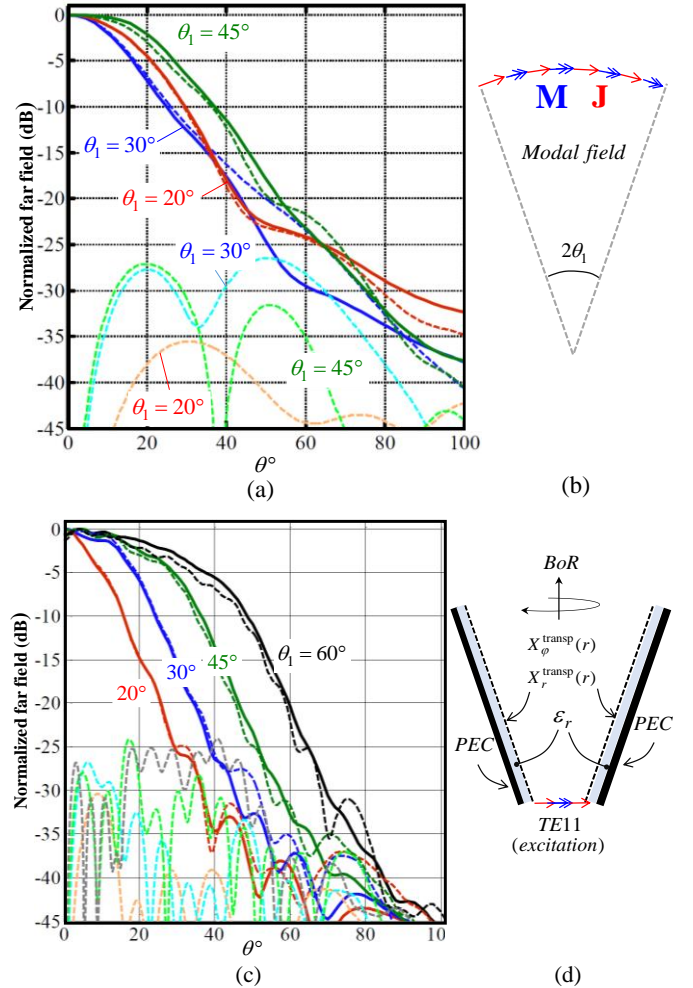 0
-5
-10
-15
-20
-25
-30
-35
-40
-45
Normalized far field (dB)
θ₁ = 45°
θ₁ = 30°
θ₁ = 20°
θ₁ = 30°
θ₁ = 45°
θ₁ = 20°
0 20 40 60 80 100
θ°
(a)
M J
Modal field
2θ₁
(b)
0
-5
-10
-15
-20
-25
-30
-35
-40
-45
Normalized far field (dB)
θ₁ = 60°
45°
30°
20°
0 20 40 60 80 10
θ°
(c)
BoR
X_φ^transp(r)
X_r^transp(r)
ε_r
PEC PEC
TE11
(excitation)
(d)